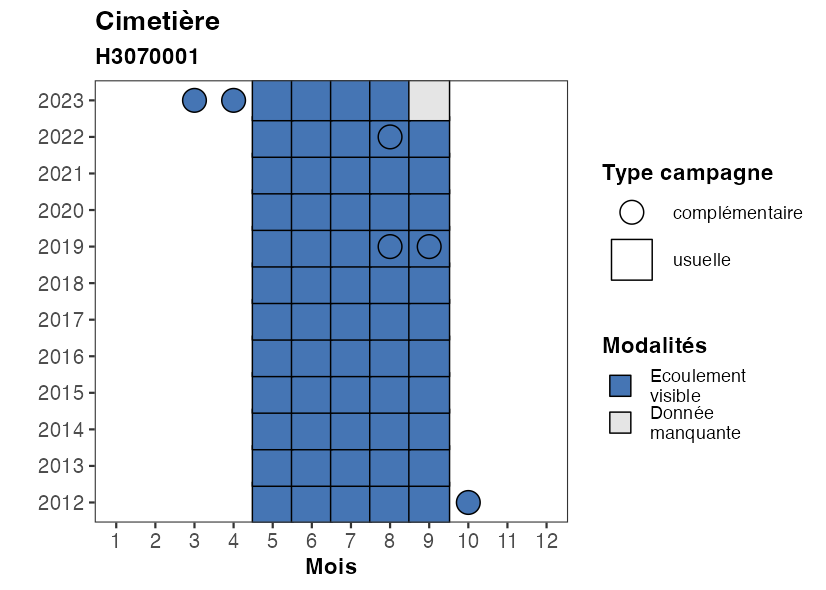 Cimetière
H3070001
2023
2022
2021
2020
2019
2018
2017
2016
2015
2014
2013
2012
1 2 3 4 5 6 7 8 9 10 11 12
Mois
Type campagne
complémentaire
usuelle
Modalités
Ecoulement
visible
Donnée
manquante